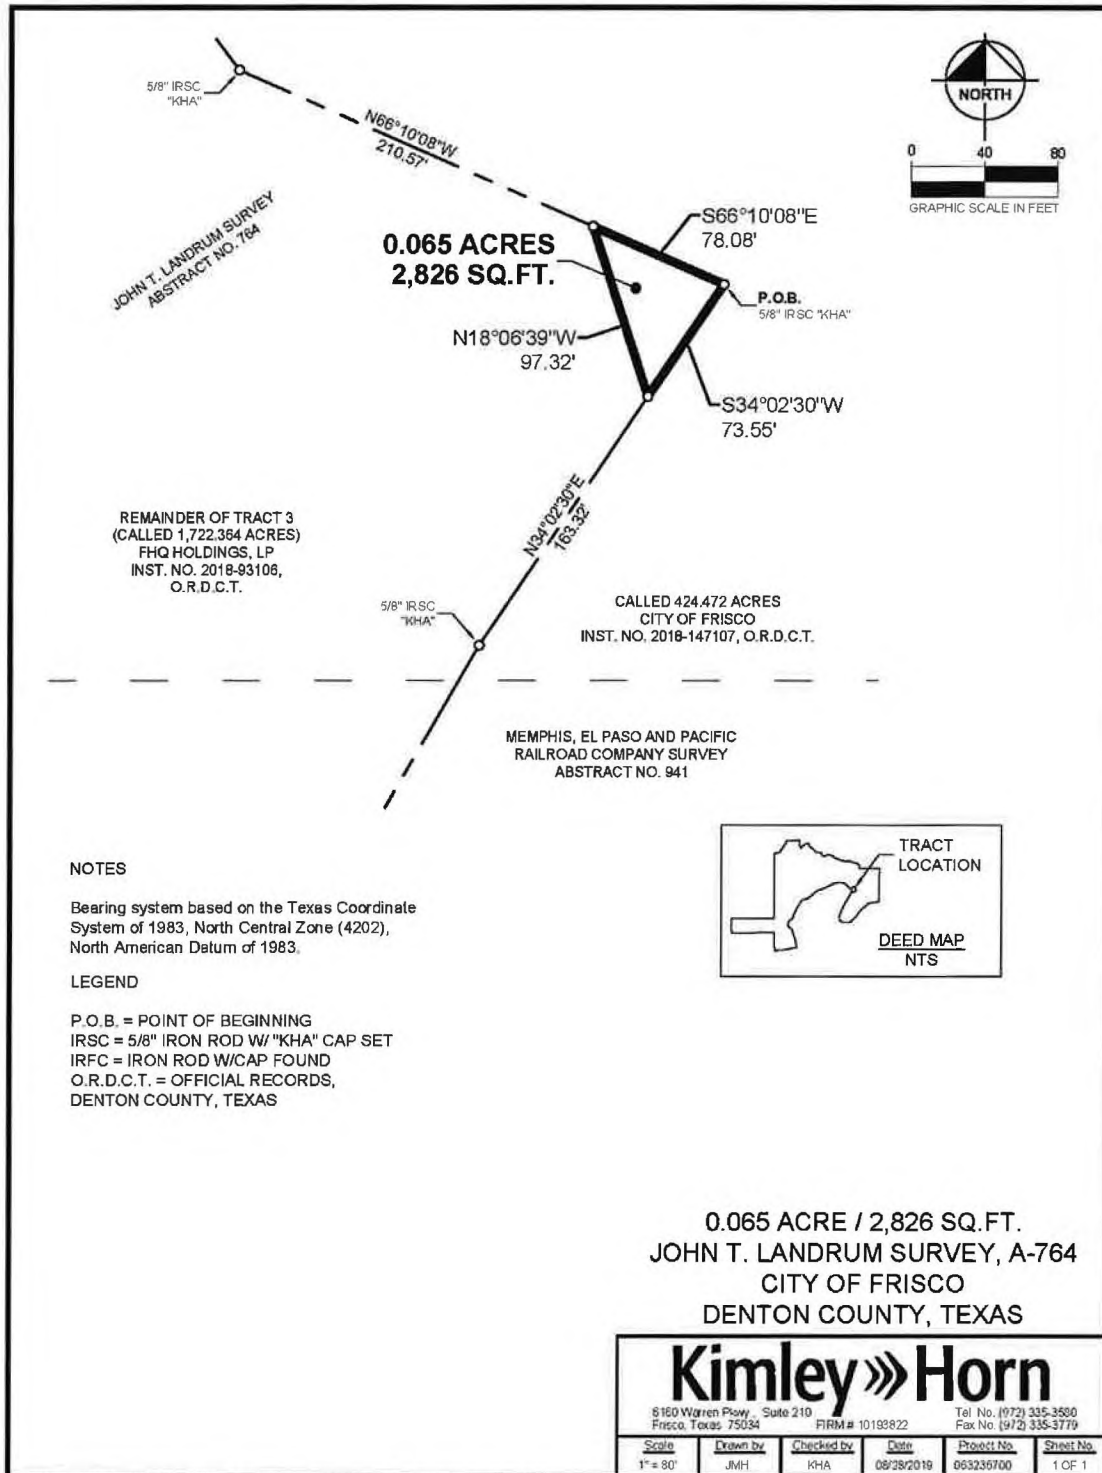 5/8" IRSC
"KHA"
N66°10'08"W
210.57'
NORTH
0 40 80
GRAPHIC SCALE IN FEET
JOHN T. LANDRUM SURVEY
ABSTRACT NO. 764
S66°10'08"E
78.08'
0.065 ACRES
2,826 SQ.FT.
P.O.B.
5/8" IRSC "KHA"
N18°06'39"W
97.32'
S34°02'30"W
73.55'
N34°02'30"E
163.32'
REMAINDER OF TRACT 3
(CALLED 1,722.364 ACRES)
FHQ HOLDINGS, LP
INST. NO. 2018-93106,
O.R.D.C.T.
5/8" IRSC
"KHA"
CALLED 424.472 ACRES
CITY OF FRISCO
INST. NO. 2018-147107, O.R.D.C.T.
MEMPHIS, EL PASO AND PACIFIC
RAILROAD COMPANY SURVEY
ABSTRACT NO. 941
TRACT
LOCATION
DEED MAP
NTS
NOTES
Bearing system based on the Texas Coordinate
System of 1983, North Central Zone (4202),
North American Datum of 1983.
LEGEND
P.O.B. = POINT OF BEGINNING
IRSC = 5/8" IRON ROD W/ "KHA" CAP SET
IRFC = IRON ROD W/CAP FOUND
O.R.D.C.T. = OFFICIAL RECORDS,
DENTON COUNTY, TEXAS
0.065 ACRE / 2,826 SQ.FT.
JOHN T. LANDRUM SURVEY, A-764
CITY OF FRISCO
DENTON COUNTY, TEXAS
Kimley»)Horn
6160 Warren Pkwy., Suite 210
Frisco, Texas 75034 FIRM # 10193822
Tel. No. (972) 335-3580
Fax No. (972) 335-3779
Scale Drawn by Checked by Date Project No. Sheet No.
1" = 80' JMH KHA 08/28/2019 063236700 1 OF 1